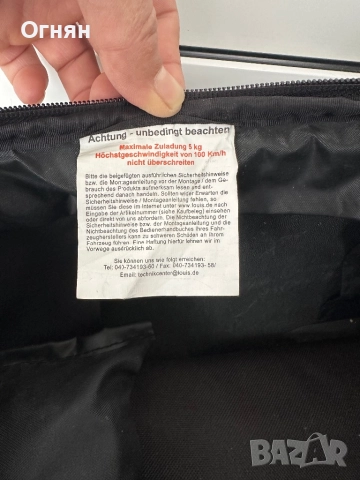 Огнян
Achtung - unbedingt beachten
Maximale Zuladung 5 kg
Höchstgeschwindigkeit von 100 Km/h
nicht überschreiten
Bitte die beigefügten ausführlichen Sicherheitshinweise
bzw. die Montageanleitung vor der Montage / dem Ge-
brauch des Produkts aufmerksam lesen und ent-
sprechend danach handeln. Sollten wider Erwarten die
Sicherheitshinweise / Montageanleitung fehlen, so
müssen Sie diese im Internet unter www.louis.de nach
Eingabe der Artikelnummer (siehe Kaufbeleg) einsehen
oder direkt von uns abfordern. Die Nichtbeachtung der
Sicherheitshinweise / Montageanleitung und die
Nichtbeachtung des Bedienhandbuches Ihres Fahr-
zeugherstellers kann zu schweren Schäden an Ihrem
Fahrzeug führen. Eine Haftung hierfür lehnen wir im
Vorwege ausdrücklich ab.
Sie können uns wie folgt erreichen:
Tel: 040-734193-60 / Fax: 040-734193- 58/
Email: technikcenter@louis.de
BAZAR